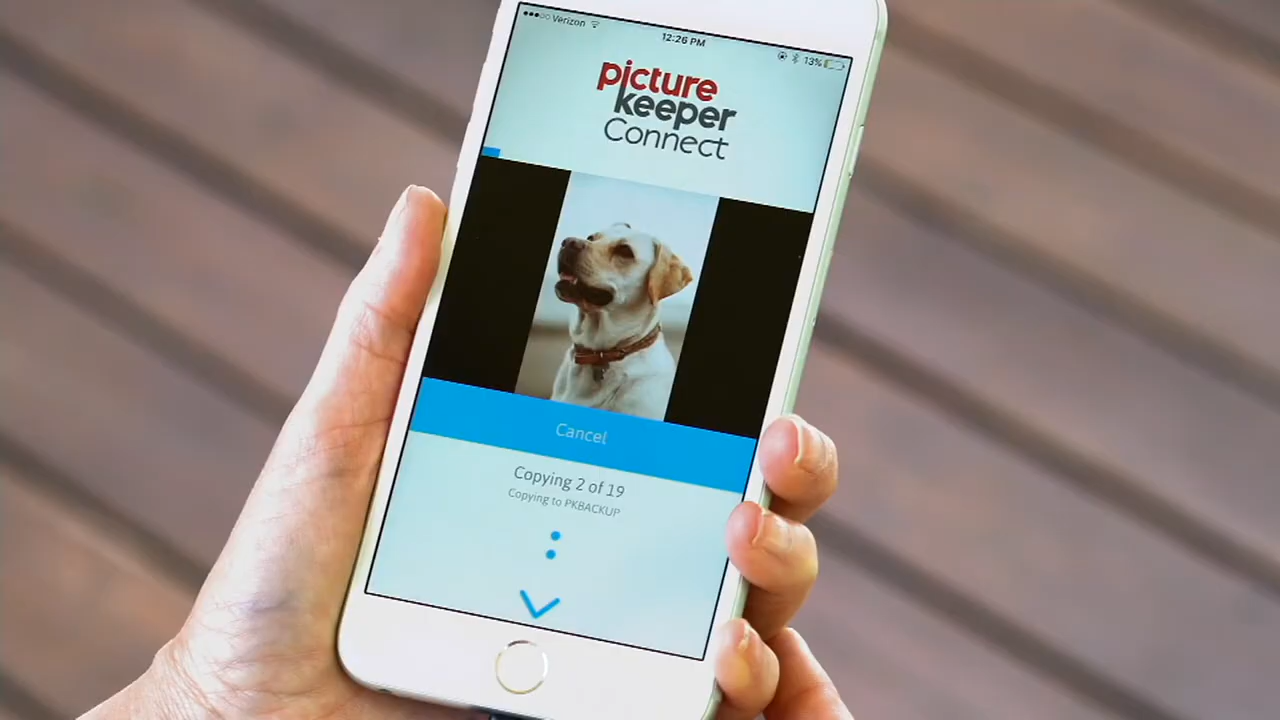 Verizon
12:26 PM
13%
picture
keeper
Connect
Cancel
Copying 2 of 19
Copying to PKBACKUP